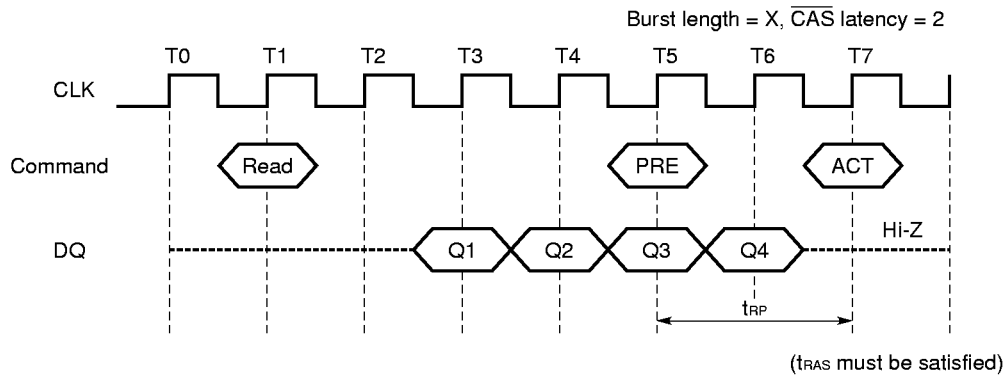 Burst length = X, CAS latency = 2
T0 T1 T2 T3 T4 T5 T6 T7
CLK
Command Read PRE ACT
DQ Q1 Q2 Q3 Q4 Hi-Z
tRP
(tRAS must be satisfied)